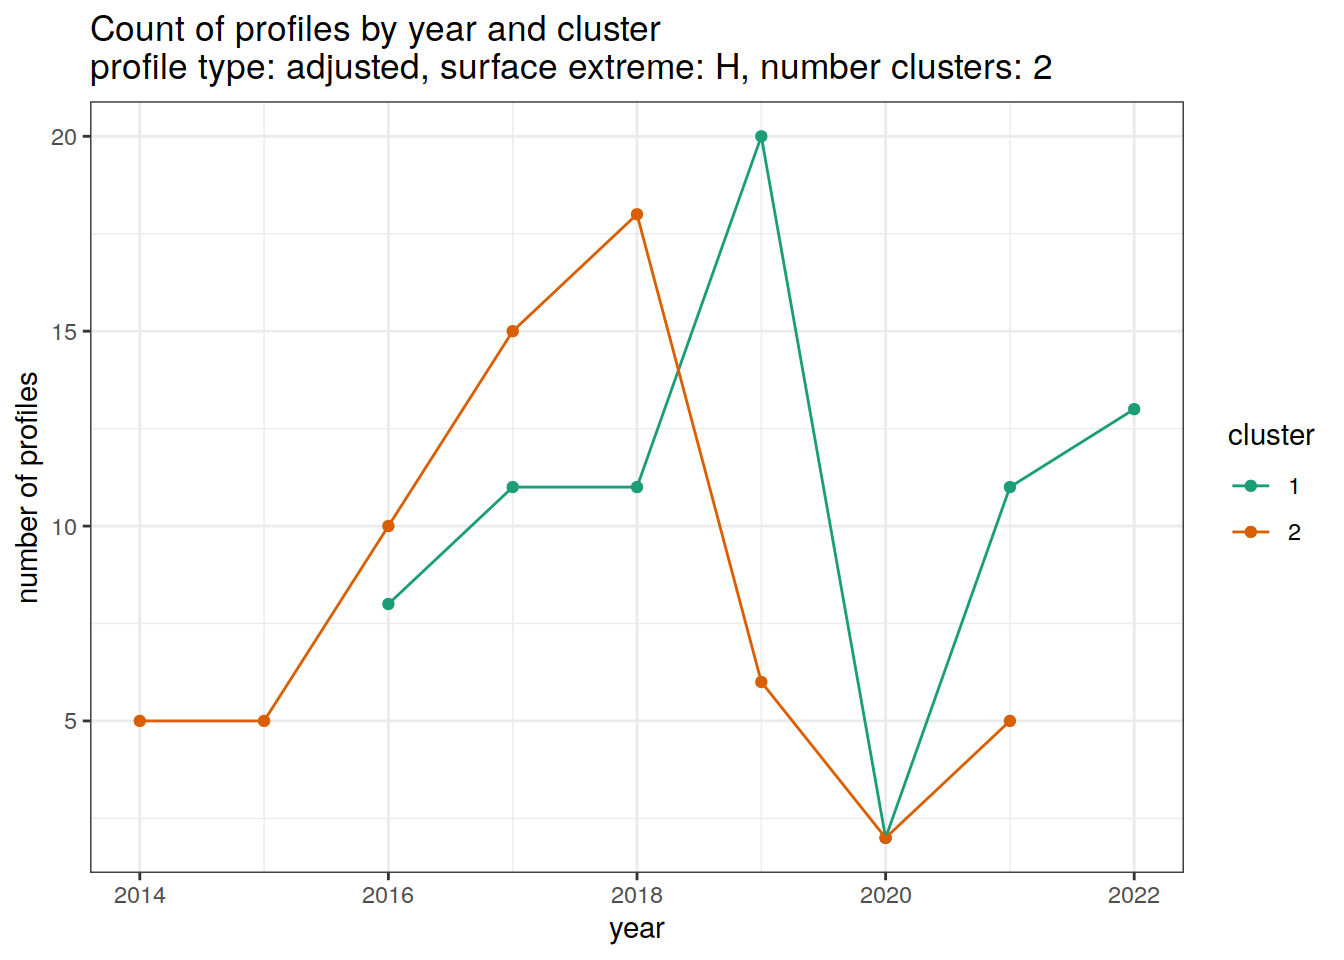 Count of profiles by year and cluster
profile type: adjusted, surface extreme: H, number clusters: 2
20
15
10
5
number of profiles
2014 2016 2018 2020 2022
year
cluster
1
2